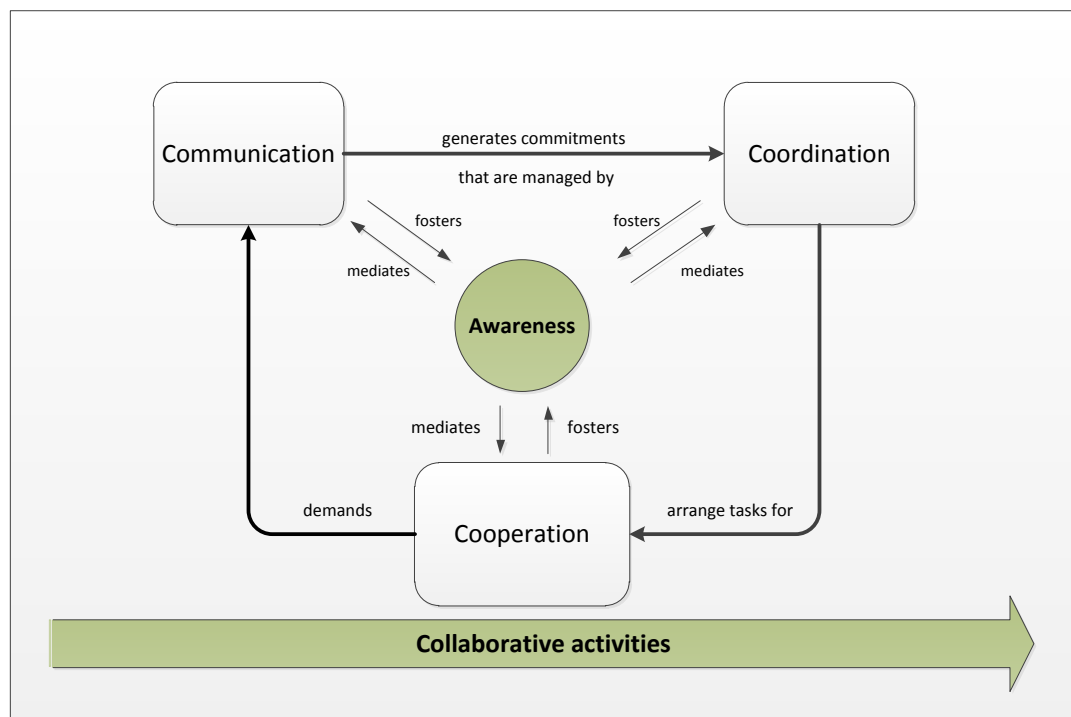 generates commitments
Communication
Coordination
that are managed by
fosters
fosters
mediates
mediates
Awareness
mediates
fosters
demands
arrange tasks for
Cooperation
Collaborative activities